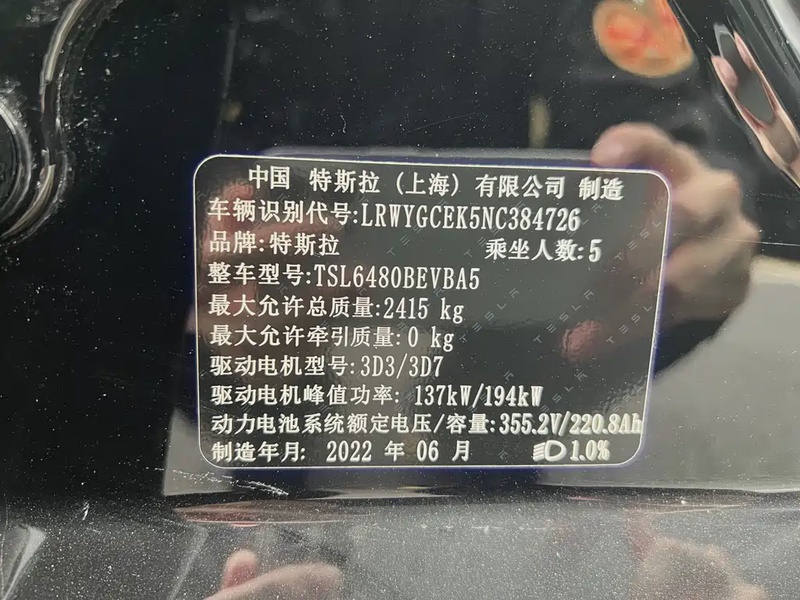 中国 特斯拉（上海）有限公司 制造
车辆识别代号:LRWYGCEK5NC384726
品牌:特斯拉 乘坐人数:5
整车型号:TSL6480BEVBA5
最大允许总质量:2415 kg
最大允许牵引质量:0 kg
驱动电机型号:3D3/3D7
驱动电机峰值功率: 137kW/194kW
动力电池系统额定电压/容量:355.2V/220.8Ah
制造年月: 2022 年 06 月 1.0%
TESLA